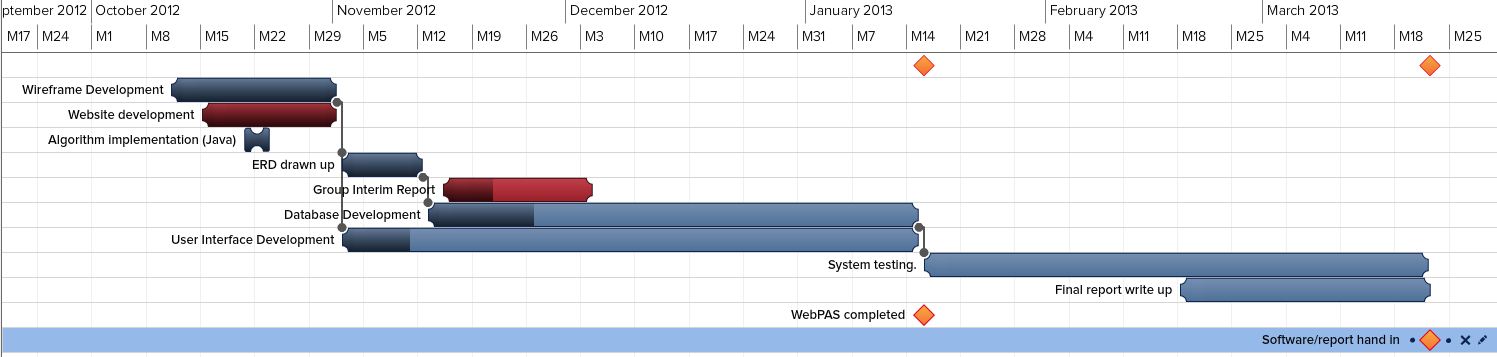 ptember 2012 October 2012 November 2012 December 2012 January 2013 February 2013 March 2013
M17 M24 M1 M8 M15 M22 M29 M5 M12 M19 M26 M3 M10 M17 M24 M31 M7 M14 M21 M28 M4 M11 M18 M25 M4 M11 M18 M25
Wireframe Development
Website development
Algorithm implementation (Java)
ERD drawn up
Group Interim Report
Database Development
User Interface Development
System testing.
Final report write up
WebPAS completed
Software/report hand in